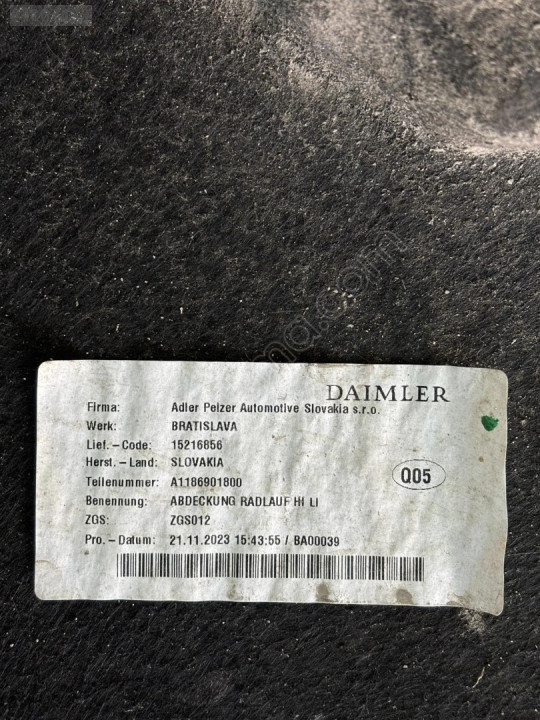 DAIMLER
Firma: Adler Pelzer Automotive Slovakia s.r.o.
Werk: BRATISLAVA
Lief.-Code: 15216856
Herst.-Land: SLOVAKIA
Teilenummer: A1186901800
Q05
Benennung: ABDECKUNG RADLAUF HI LI
ZGS: ZGS012
Pro.-Datum: 21.11.2023 15:43:55 / BA00039